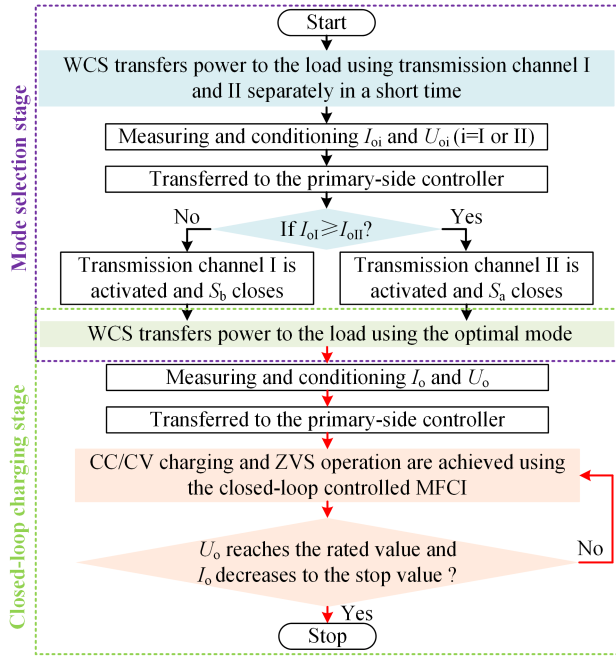 Mode selection stage
Start
WCS transfers power to the load using transmission channel I
and II separately in a short time
Measuring and conditioning Ioi and Uoi (i=I or II)
Transferred to the primary-side controller
If IoI⩾IoII?
No
Yes
Transmission channel I is
activated and Sb closes
Transmission channel II is
activated and Sa closes
WCS transfers power to the load using the optimal mode
Closed-loop charging stage
Measuring and conditioning Io and Uo
Transferred to the primary-side controller
CC/CV charging and ZVS operation are achieved using
the closed-loop controlled MFCI
Uo reaches the rated value and
Io decreases to the stop value ?
No
Yes
Stop